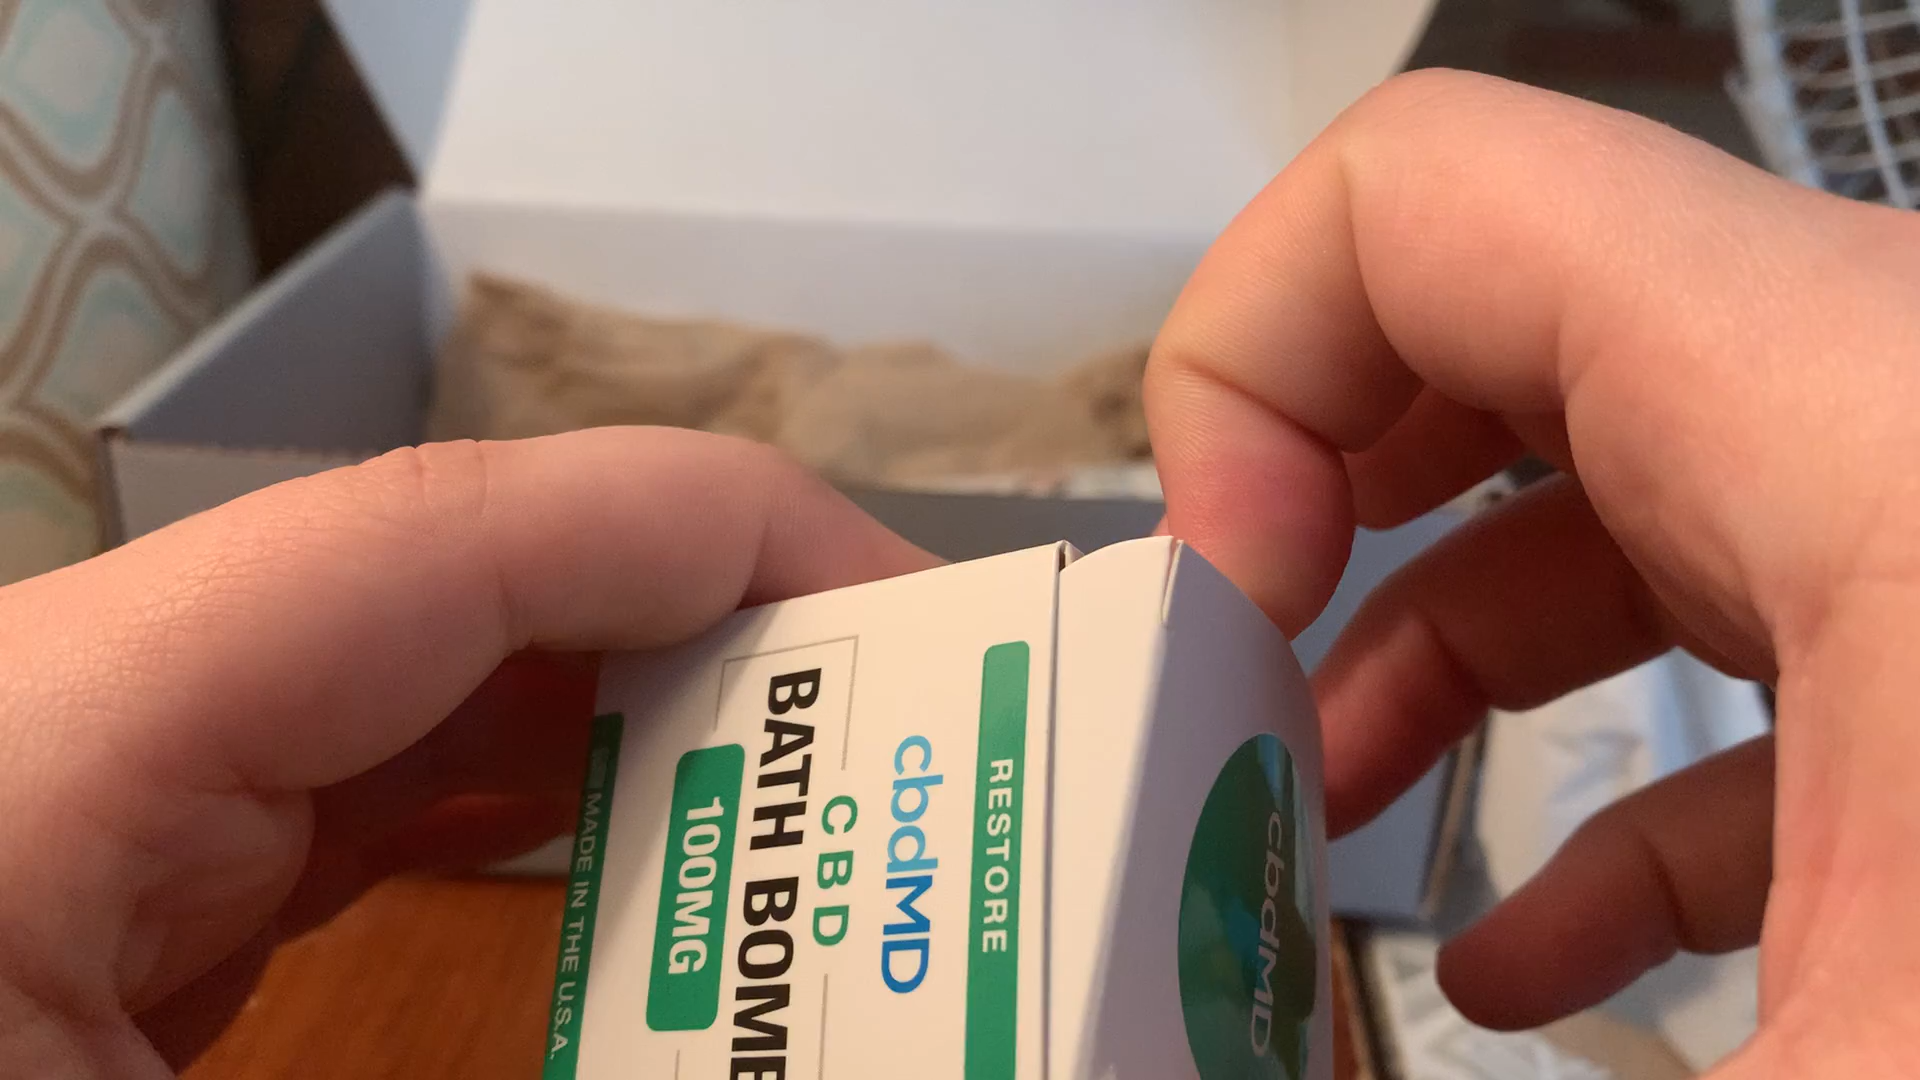 RESTORE
cbdMD
CBD
BATH BOMB
100MG
MADE IN THE U.S.A.
cbdMD